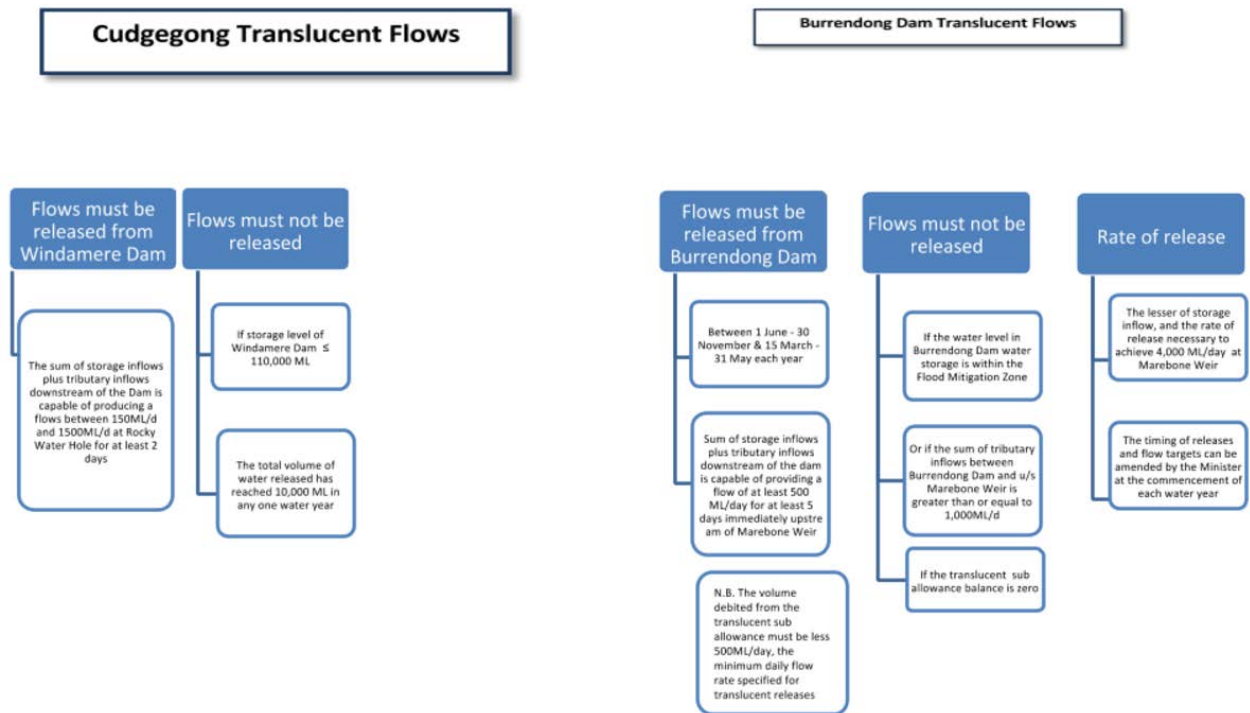 Cudgegong Translucent Flows
Flows must be
released from
Windamere Dam
The sum of storage inflows
plus tributary inflows
downstream of the Dam is
capable of producing a
flows between 150ML/d
and 1500ML/d at Rocky
Water Hole for at least 2
days
Flows must not be
released
If storage level of
Windamere Dam ≤
110,000 ML
The total volume of
water released has
reached 10,000 ML in
any one water year
Burrendong Dam Translucent Flows
Flows must be
released from
Burrendong Dam
Between 1 June - 30
November & 15 March -
31 May each year
Sum of storage inflows
plus tributary inflows
downstream of the dam
is capable of providing a
flow of at least 500
ML/day for at least 5
days immediately upstre
am of Marebone Weir
N.B. The volume
debited from the
translucent sub
allowance must be less
500ML/day, the
minimum daily flow
rate specified for
translucent releases
Flows must not be
released
If the water level in
Burrendong Dam water
storage is within the
Flood Mitigation Zone
Or if the sum of tributary
inflows between
Burrendong Dam and u/s
Marebone Weir is
greater than or equal to
1,000ML/d
If the translucent sub
allowance balance is zero
Rate of release
The lesser of storage
inflow, and the rate of
release necessary to
achieve 4,000 ML/day at
Marebone Weir
The timing of releases
and flow targets can be
amended by the Minister
at the commencement of
each water year